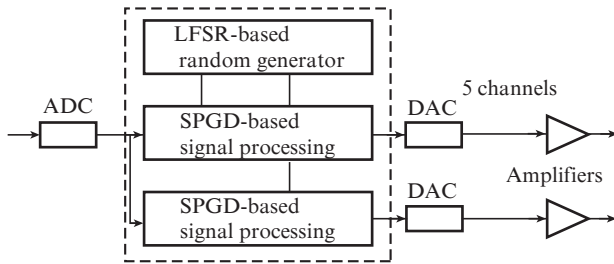 LFSR-based
random generator
ADC
SPGD-based
signal processing
DAC
5 channels
SPGD-based
signal processing
DAC
Amplifiers